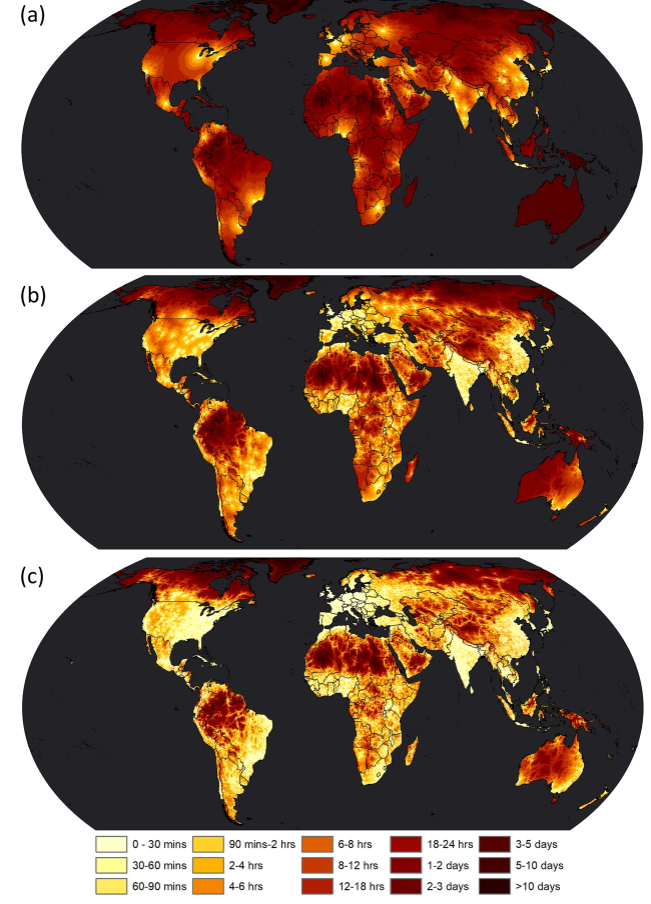 (a)
(b)
(c)
0 - 30 mins 90 mins-2 hrs 6-8 hrs 18-24 hrs 3-5 days
30-60 mins 2-4 hrs 8-12 hrs 1-2 days 5-10 days
60-90 mins 4-6 hrs 12-18 hrs 2-3 days >10 days